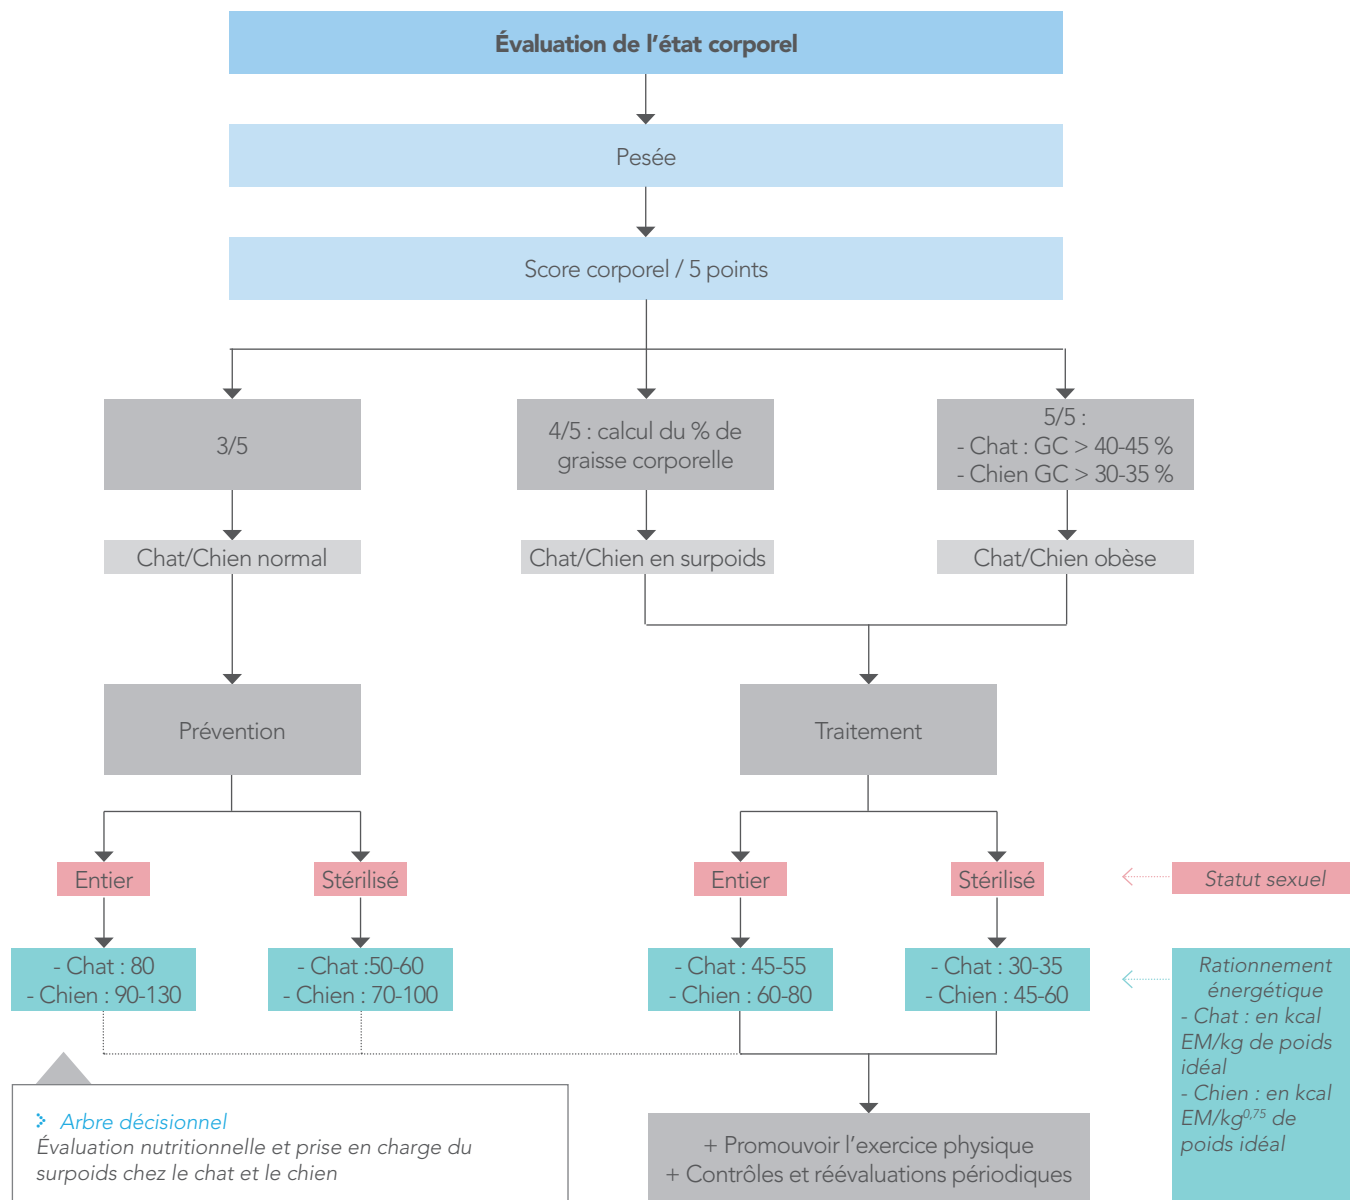 Évaluation de l’état corporel
Pesée
Score corporel / 5 points
3/5
4/5 : calcul du % de
graisse corporelle
5/5 :
- Chat : GC > 40-45 %
- Chien GC > 30-35 %
Chat/Chien normal
Chat/Chien en surpoids
Chat/Chien obèse
Prévention
Traitement
Entier
Stérilisé
Entier
Stérilisé
Statut sexuel
- Chat : 80
- Chien : 90-130
- Chat :50-60
- Chien : 70-100
- Chat : 45-55
- Chien : 60-80
- Chat : 30-35
- Chien : 45-60
Rationnement
énergétique
- Chat : en kcal
EM/kg de poids
idéal
- Chien : en kcal
EM/kg^0,75 de
poids idéal
Arbre décisionnel
Évaluation nutritionnelle et prise en charge du
surpoids chez le chat et le chien
+ Promouvoir l’exercice physique
+ Contrôles et réévaluations périodiques